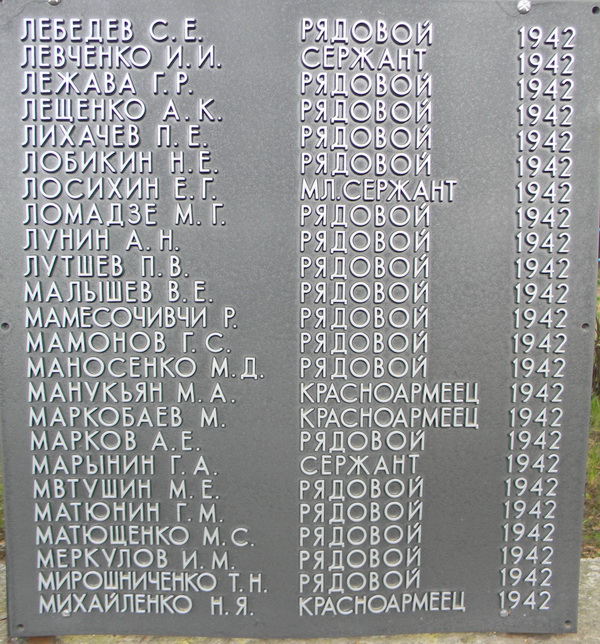 ЛЕБЕДЕВ С. Е. РЯДОВОЙ 1942
ЛЕВЧЕНКО И. И. СЕРЖАНТ 1942
ЛЕЖАВА Г. Р. РЯДОВОЙ 1942
ЛЕЩЕНКО А. К. РЯДОВОЙ 1942
ЛИХАЧЕВ П. Е. РЯДОВОЙ 1942
ЛОБИКИН Н. Е. РЯДОВОЙ 1942
ЛОСИХИН Е. Г. МЛ.СЕРЖАНТ 1942
ЛОМАДЗЕ М. Г. РЯДОВОЙ 1942
ЛУНИН А. Н. РЯДОВОЙ 1942
ЛУТШЕВ П. В. РЯДОВОЙ 1942
МАЛЫШЕВ В. Е. РЯДОВОЙ 1942
МАМЕСОЧИВЧИ Р. РЯДОВОЙ 1942
МАМОНОВ Г. С. РЯДОВОЙ 1942
МАНОСЕНКО М. Д. РЯДОВОЙ 1942
МАНУКЬЯН М. А. КРАСНОАРМЕЕЦ 1942
МАРКОБАЕВ М. КРАСНОАРМЕЕЦ 1942
МАРКОВ А. Е. РЯДОВОЙ 1942
МАРЫНИН Г. А. СЕРЖАНТ 1942
МВТУШИН М. Е. РЯДОВОЙ 1942
МАТЮНИН Г. М. РЯДОВОЙ 1942
МАТЮЩЕНКО М. С. РЯДОВОЙ 1942
МЕРКУЛОВ И. М. РЯДОВОЙ 1942
МИРОШНИЧЕНКО Т. Н. РЯДОВОЙ 1942
МИХАЙЛЕНКО Н. Я. КРАСНОАРМЕЕЦ 1942